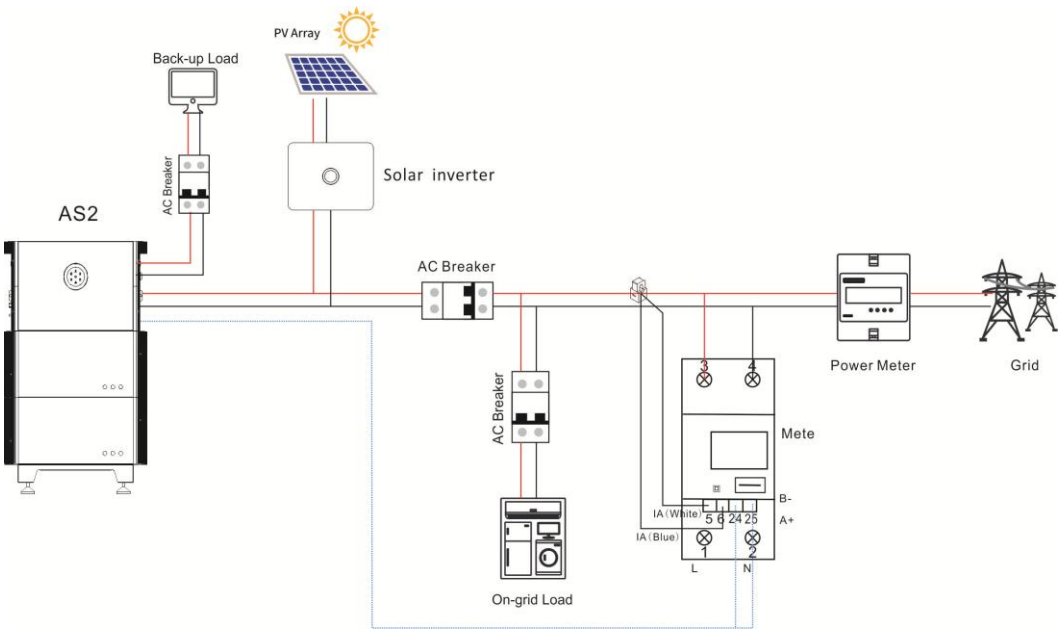 PV Array
Back-up Load
AC Breaker
Solar inverter
AS2
AC Breaker
Power Meter
Grid
3 4
AC Breaker
Mete
B-
IA (White)
5 6 24 25
A+
IA (Blue)
1 2
L N
On-grid Load